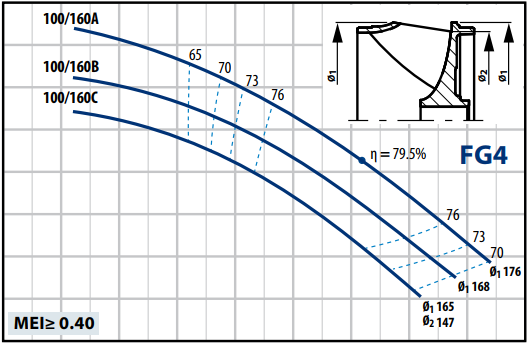 100/160A
100/160B
100/160C
65
70
73
76
Ø1
Ø2
Ø1
η = 79.5%
FG4
76
73
70
Ø1 176
Ø1 168
Ø1 165
Ø2 147
MEI≥ 0.40